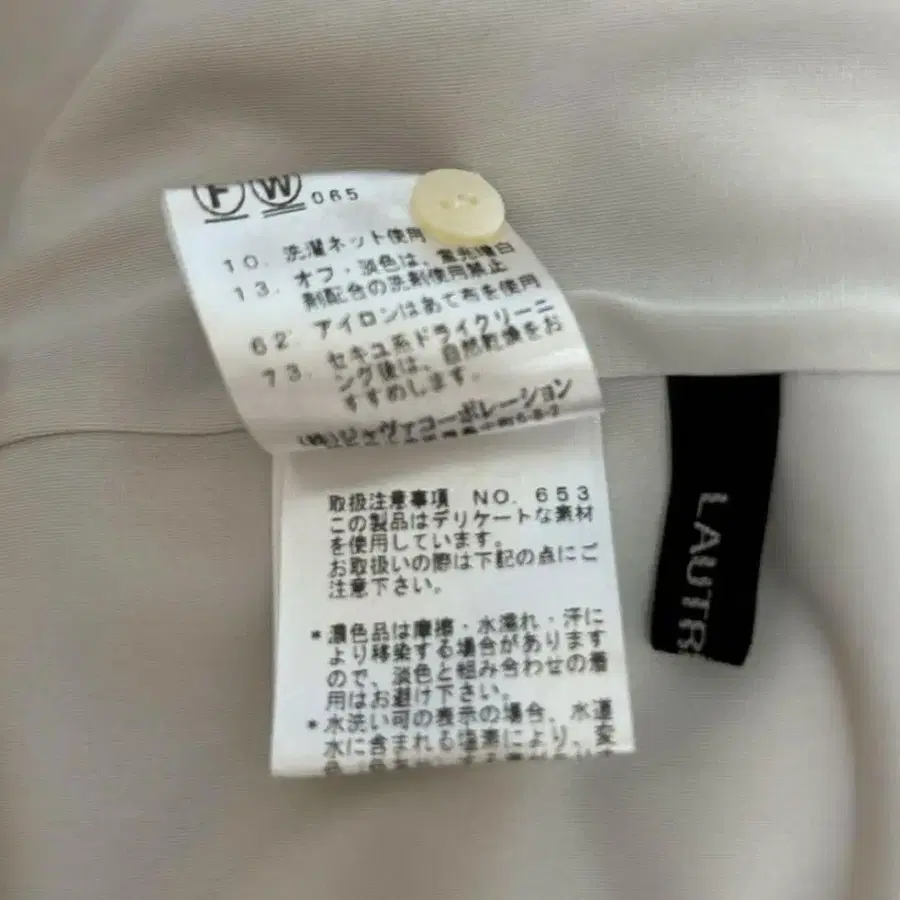 F W 065
10. 洗濯ネット使用
13. オフ・淡色は、蛍光増白
剤配合の洗剤使用禁止
62. アイロンはあて布を使用
73. セキユ系ドライクリーニ
ング後は、自然乾燥をお
すすめします。
(株)ジャヴァコーポレーション
取扱注意事項 NO. 653
この製品はデリケートな素材
を使用しています。
お取扱いの際は下記の点にご
注意下さい。
*濃色品は摩擦・水濡れ・汗に
より移染する場合があります
ので、淡色と組み合わせの着
用はお避け下さい。
*水洗い可の表示の場合、水道
水に含まれる塩素により、変
LAUTR